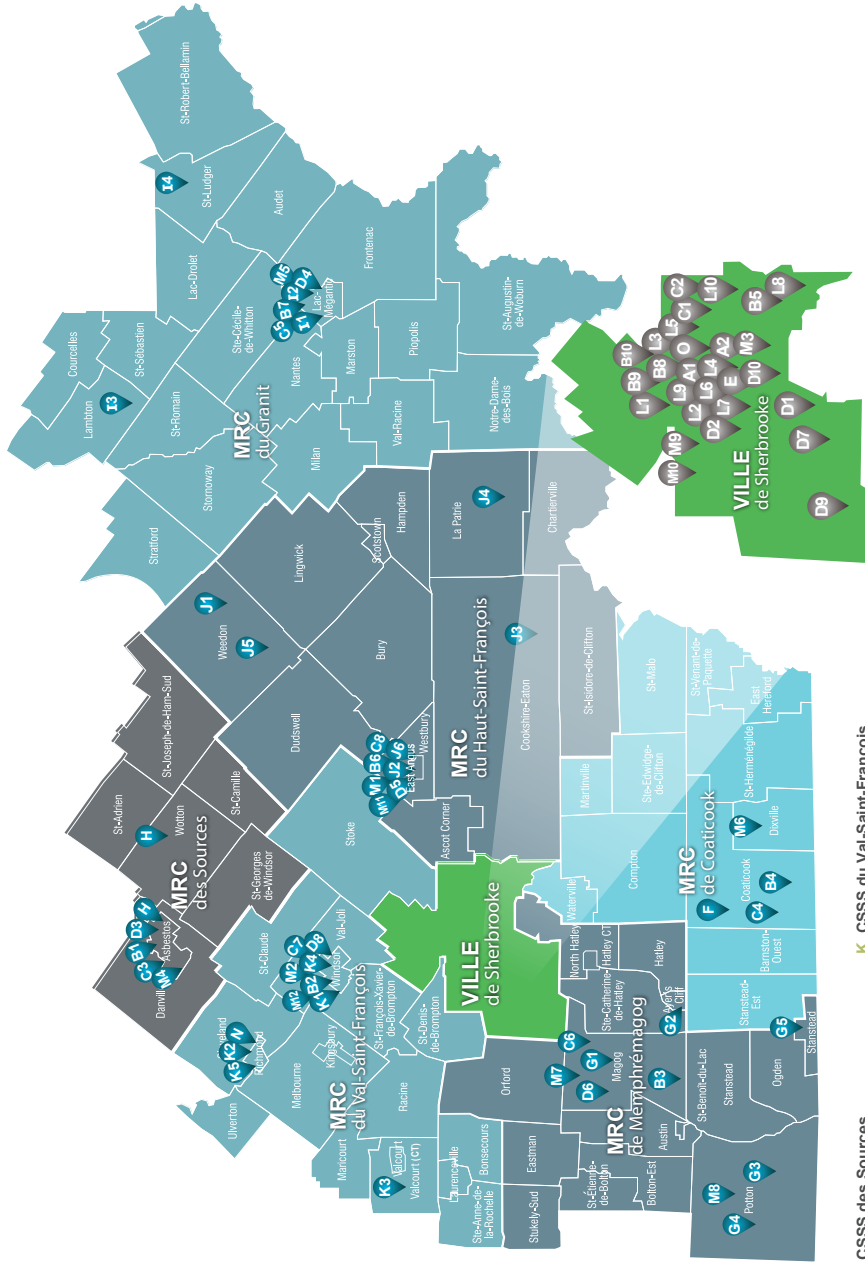 St-Robert-Bellarmin
I4
St-Ludger
Audet
Lac-Drolet
Courcelles
St-Sébastien
Lambton
I3
St-Romain
Ste-Cécile-
de-Whitton
Frontenac
M5
D4
I2
B7
C5
I1
Lac-
Mégantic
Nantes
Marston
Piopolis
St-Augustin-
de-Woburn
MRC
du Granit
Stornoway
Stratford
Milan
Val-Racine
Notre-Dame-
des-Bois
Lingwick
Scotstown
Hampden
La Patrie
J4
Chartierville
J1
Weedon
J5
Bury
Dudswell
Cookshire-Eaton
J3
MRC
du Haut-Saint-François
St-Isidore-de-Clifton
Westbury
East Angus
C8
J6
B6
J2
M1
D5
M11
Ascot Corner
St-Joseph-de-Ham-Sud
St-Adrien
H
Wotton
St-Camille
MRC
des Sources
St-Georges
de-Windsor
H
D3
B1
C3
M4
Asbestos
Danville
Stoke
St-Claude
Val-Joli
C7
D8
M2
K4
B2
M12
K1
Windsor
St-François-Xavier-
de-Brompton
St-Denis-
de-Brompton
N
K2
K5
Richmond
Ulverton
Melbourne
Kingsbury
MRC
du Val-Saint-François
Maricourt
Racine
Valcourt
Valcourt (CT)
K3
Lawrenceville
Bonsecours
Ste-Anne-de-
la-Rochelle
VILLE
de Sherbrooke
St-Malo
St-Venant-de-
Paquette
East
Hereford
Martinville
Ste-Edwidge-
de-Clifton
St-Herménégilde
Compton
Waterville
M6
Dixville
MRC
de Coaticook
Coaticook
F
B4
C4
Barnston-
Ouest
Stanstead-
Est
North Hatley
Hatley CT
Hatley
Ste-Catherine-
de-Hatley
Ayer's
Cliff
G2
G5
Stanstead
Orford
C6
M7
G1
D6
Magog
B3
MRC
de Memphrémagog
St-Benoît-du-Lac
Stanstead
Ogden
Eastman
Stukely-Sud
St-Étienne-
de-Bolton
Austin
Bolton-Est
G3
Potton
M8
G4
C2
L10
C1
L5
L3
O
B10
B8
A1
B9
L9
L1
L6
L4
A2
M3
E
D10
L2
L7
D2
B5
L8
M9
M10
D1
D7
D9
VILLE
de Sherbrooke
CSSS des Sources
K CSSS du Val-Saint-François